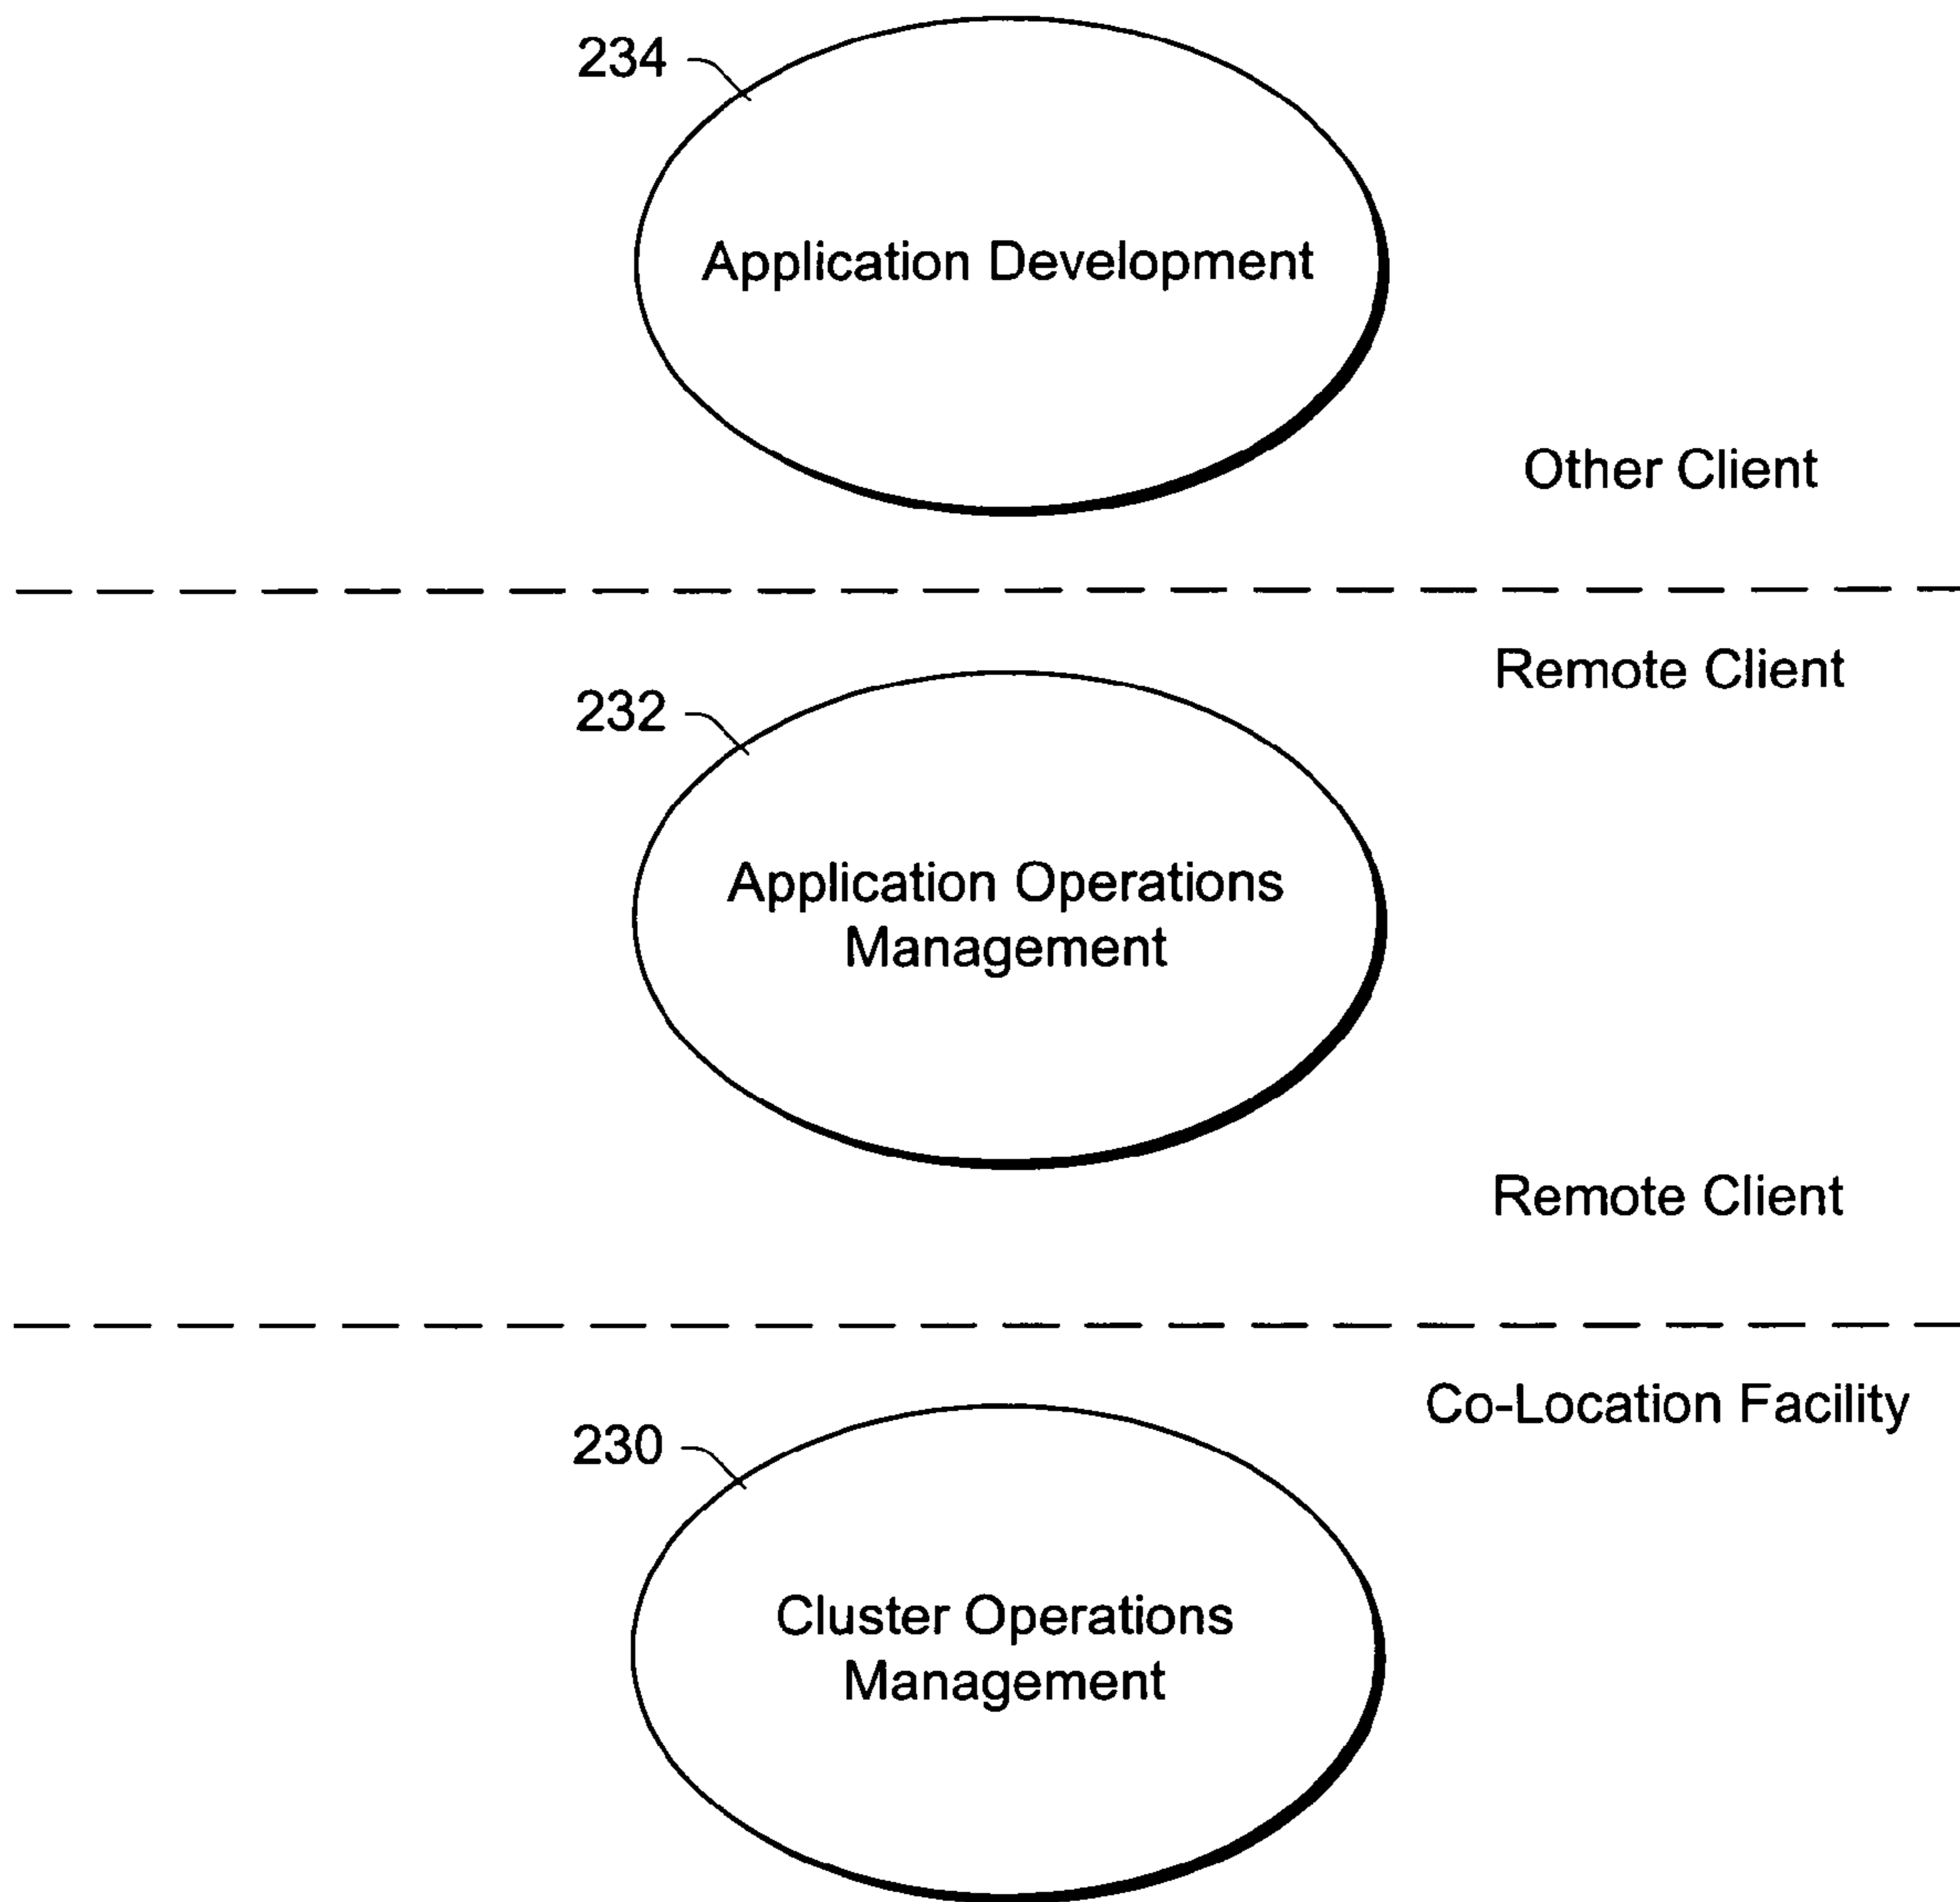 234
Application Development
Other Client
Remote Client
232
Application Operations
Management
Remote Client
Co-Location Facility
230
Cluster Operations
Management